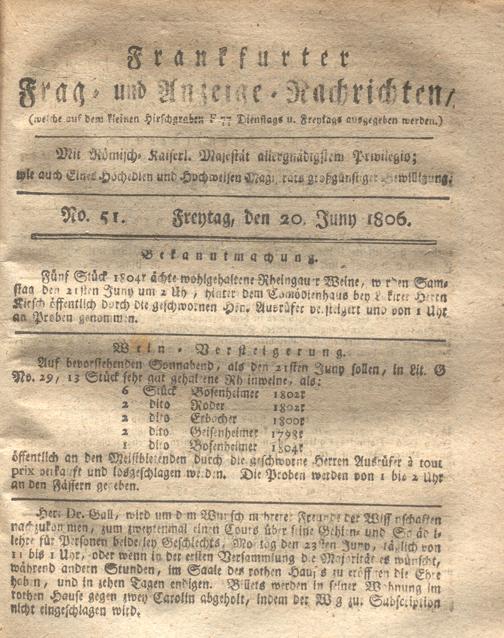 Frankfurter
Frag- und Anzeige-Nachrichten/
(welche auf dem kleinen Hirschgraben F 77 Dienstags u. Freytags ausgegeben werden.)
Mit Römisch-Kaiserl. Majestät allergnädigstem Privilegio;
wie auch Eines Hochedlen und Hochweisen Magistrats großgünstiger Bewilligung.
No. 51. Freytag, den 20. Juny 1806.
Bekanntmachung.
Fünf Stück 1804r ächte wohlgehaltene Rheingauer Weine, werden Sam-
stag den 21sten Juny um 2 Uhr, hinter dem Comödienhaus bey Herrn
Kirsch öffentlich durch die geschwornen Hrn. Ausrüfer versteigert und von 1 Uhr
an Proben genommen.
Wein-Versteigerung.
Auf bevorstehenden Sonnabend, als den 21sten Juny sollen, in Lit. G
No. 29, 13 Stück sehr gut gehaltene Rheinweine, als:
6 Stück Bosenheimer 1802r
2 dito Roder 1802r
2 dito Erbacher 1800r
2 dito Geisenheimer 1798r
1 dito Bosenheimer 1804r
öffentlich an den Meistbietenden durch die geschworne Herren Ausrüfer à tout
prix verkauft und losgeschlagen werden. Die Proben werden von 1 bis 2 Uhr
an den Fässern gegeben.
Herr Dr. Gall, wird um dem Wunsch mehrerer Freunde der Wissenschaften
nachzukommen, zum zweytenmal einen Cours über seine Gehirn- und Schädel-
lehre für Personen beyderley Geschlechts, Montag den 23sten Juny, täglich von
11 bis 1 Uhr, oder wenn in der ersten Versammlung die Majorität es wünscht,
während andern Stunden, im Saale des rothen Hauses zu eröffnen die Ehre
haben, und in zehen Tagen endigen. Billets werden in seiner Wohnung im
rothen Hause gegen zwey Carolin abgeholt, indem der Weg zu Subscription
nicht eingeschlagen wird.